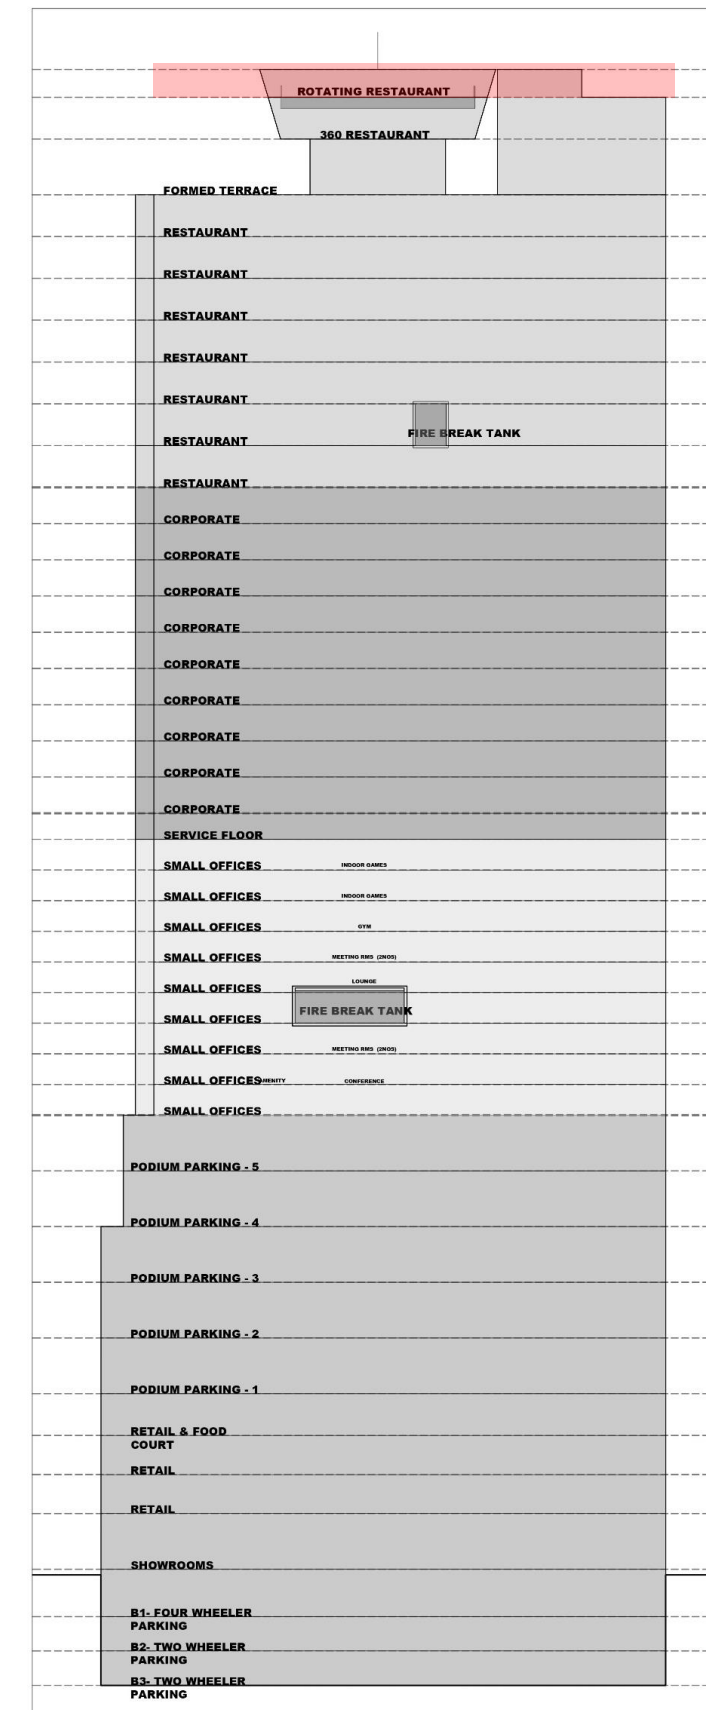 ROTATING RESTAURANT
360 RESTAURANT
FORMED TERRACE
RESTAURANT
RESTAURANT
RESTAURANT
RESTAURANT
RESTAURANT
FIRE BREAK TANK
RESTAURANT
RESTAURANT
CORPORATE
CORPORATE
CORPORATE
CORPORATE
CORPORATE
CORPORATE
CORPORATE
CORPORATE
CORPORATE
SERVICE FLOOR
SMALL OFFICES INDOOR GAMES
SMALL OFFICES INDOOR GAMES
SMALL OFFICES GYM
SMALL OFFICES MEETING RMS (2NOS)
LOUNGE
SMALL OFFICES
FIRE BREAK TANK
SMALL OFFICES
SMALL OFFICES MEETING RMS (2NOS)
SMALL OFFICES CONFERENCE
SMALL OFFICES
PODIUM PARKING - 5
PODIUM PARKING - 4
PODIUM PARKING - 3
PODIUM PARKING - 2
PODIUM PARKING - 1
RETAIL & FOOD
COURT
RETAIL
RETAIL
SHOWROOMS
B1- FOUR WHEELER
PARKING
B2- TWO WHEELER
PARKING
B3- TWO WHEELER
PARKING